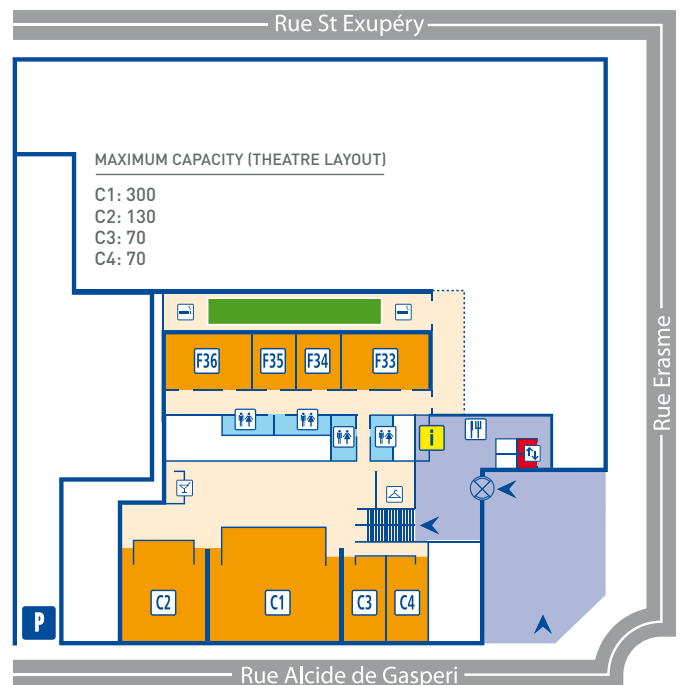 Rue St Exupéry
MAXIMUM CAPACITY (THEATRE LAYOUT)
C1: 300
C2: 130
C3: 70
C4: 70
Rue Erasme
F36
F35
F34
F33
i
C2
C1
C3
C4
P
Rue Alcide de Gasperi